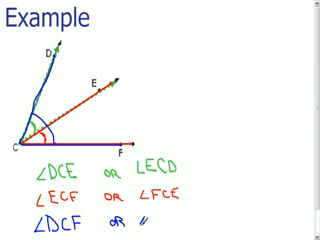 Example
D
E
C
F
∠DCE OR ∠ECD
∠ECF OR ∠FCE
∠DCF OR